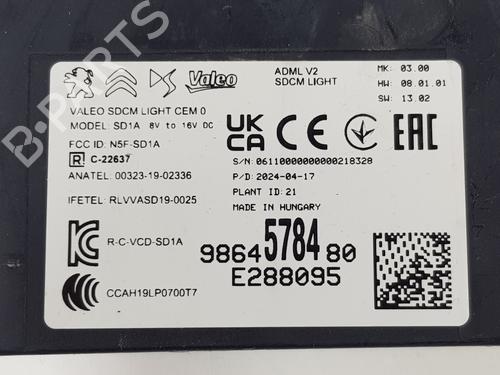 Valeo
ADML V2
SDCM LIGHT
MK: 03.00
HW: 08.01.01
SW: 13.02
VALEO SDCM LIGHT CEM 0
MODEL: SD1A 8V to 16V DC
FCC ID: N5F-SD1A
R C-22637
ANATEL: 00323-19-02336
IFETEL: RLVVASD19-0025
UK
CA
CE
EAC
S/N: 06110000000000218328
P/D: 2024-04-17
PLANT ID: 21
MADE IN HUNGARY
R-C-VCD-SD1A
CCAH19LP0700T7
9864578480
E288095
B-PARTS